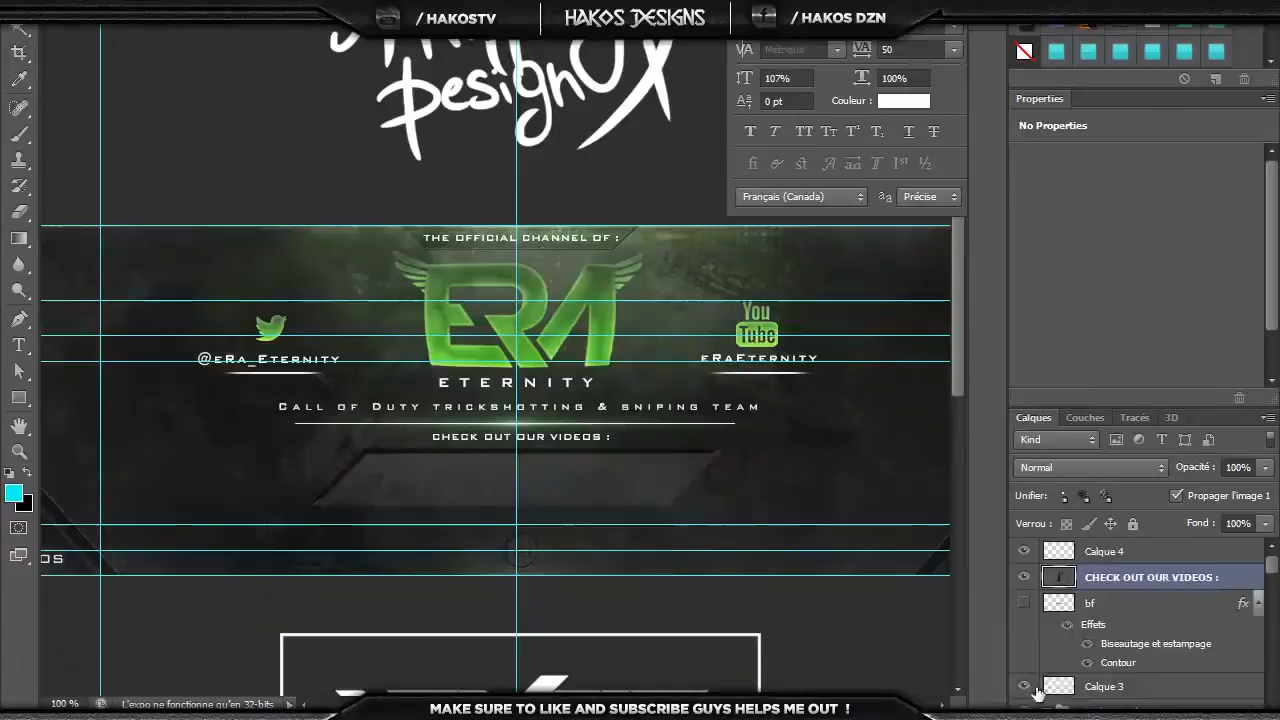 /HAKOSTV
HAKOS DESIGNS
/HAKOS DZN
DesignUX
Métrique
50
107%
100%
0 pt
Couleur :
Français (Canada)
Précise
Properties
No Properties
THE OFFICIAL CHANNEL OF :
ERA
You
Tube
@eRa_Eternity
eRaEternity
ETERNITY
Call of Duty trickshotting & sniping team
CHECK OUT OUR VIDEOS :
OS
Calques
Couches
Tracés
3D
Kind
Normal
Opacité : 100%
Unifier:
Propager l'image 1
Verrou :
Fond : 100%
Calque 4
CHECK OUT OUR VIDEOS :
bf
fx
Effets
Biseautage et estampage
Contour
Calque 3
100 %
L'expo ne fonctionne qu'en 32-bits
MAKE SURE TO LIKE AND SUBSCRIBE GUYS HELPS ME OUT !